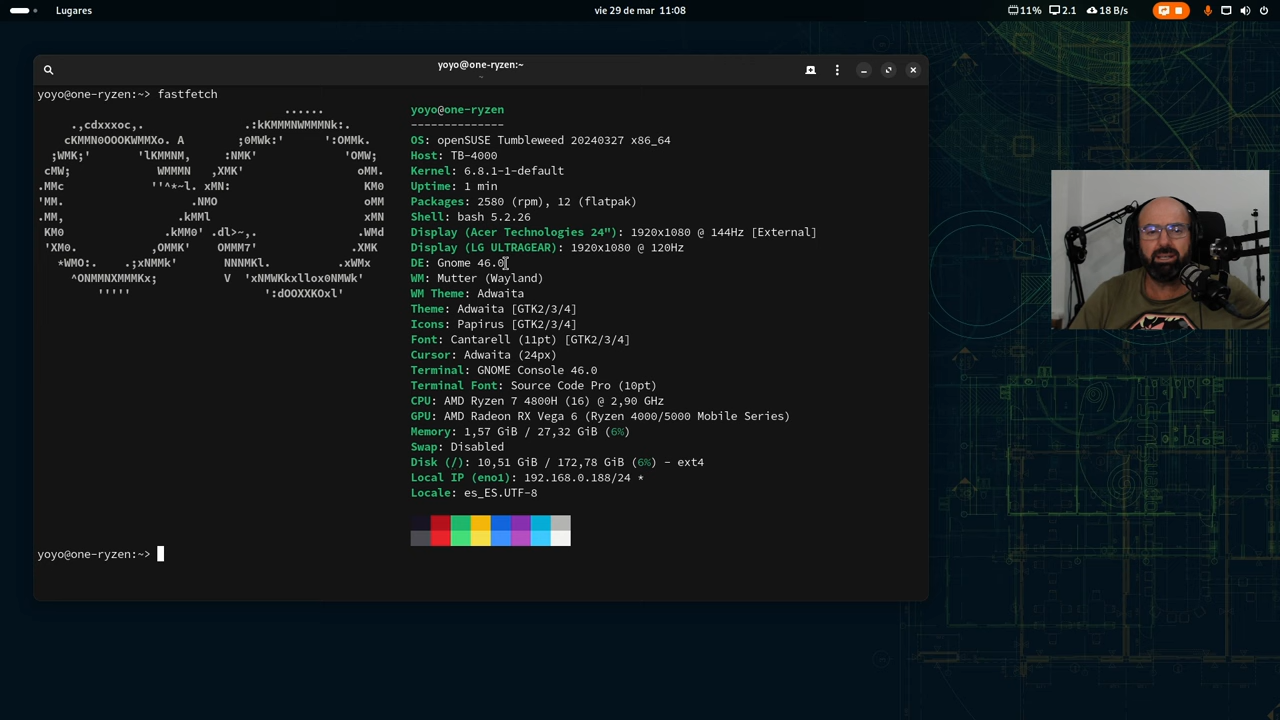 Lugares
vie 29 de mar 11:08
11% 2.1 18 B/s
yoyo@one-ryzen:~
~
yoyo@one-ryzen:~> fastfetch
yoyo@one-ryzen
--------------
OS: openSUSE Tumbleweed 20240327 x86_64
Host: TB-4000
Kernel: 6.8.1-1-default
Uptime: 1 min
Packages: 2580 (rpm), 12 (flatpak)
Shell: bash 5.2.26
Display (Acer Technologies 24"): 1920x1080 @ 144Hz [External]
Display (LG ULTRAGEAR): 1920x1080 @ 120Hz
DE: Gnome 46.0
WM: Mutter (Wayland)
WM Theme: Adwaita
Theme: Adwaita [GTK2/3/4]
Icons: Papirus [GTK2/3/4]
Font: Cantarell (11pt) [GTK2/3/4]
Cursor: Adwaita (24px)
Terminal: GNOME Console 46.0
Terminal Font: Source Code Pro (10pt)
CPU: AMD Ryzen 7 4800H (16) @ 2,90 GHz
GPU: AMD Radeon RX Vega 6 (Ryzen 4000/5000 Mobile Series)
Memory: 1,57 GiB / 27,32 GiB (6%)
Swap: Disabled
Disk (/): 10,51 GiB / 172,78 GiB (6%) - ext4
Local IP (eno1): 192.168.0.188/24 *
Locale: es_ES.UTF-8
yoyo@one-ryzen:~>